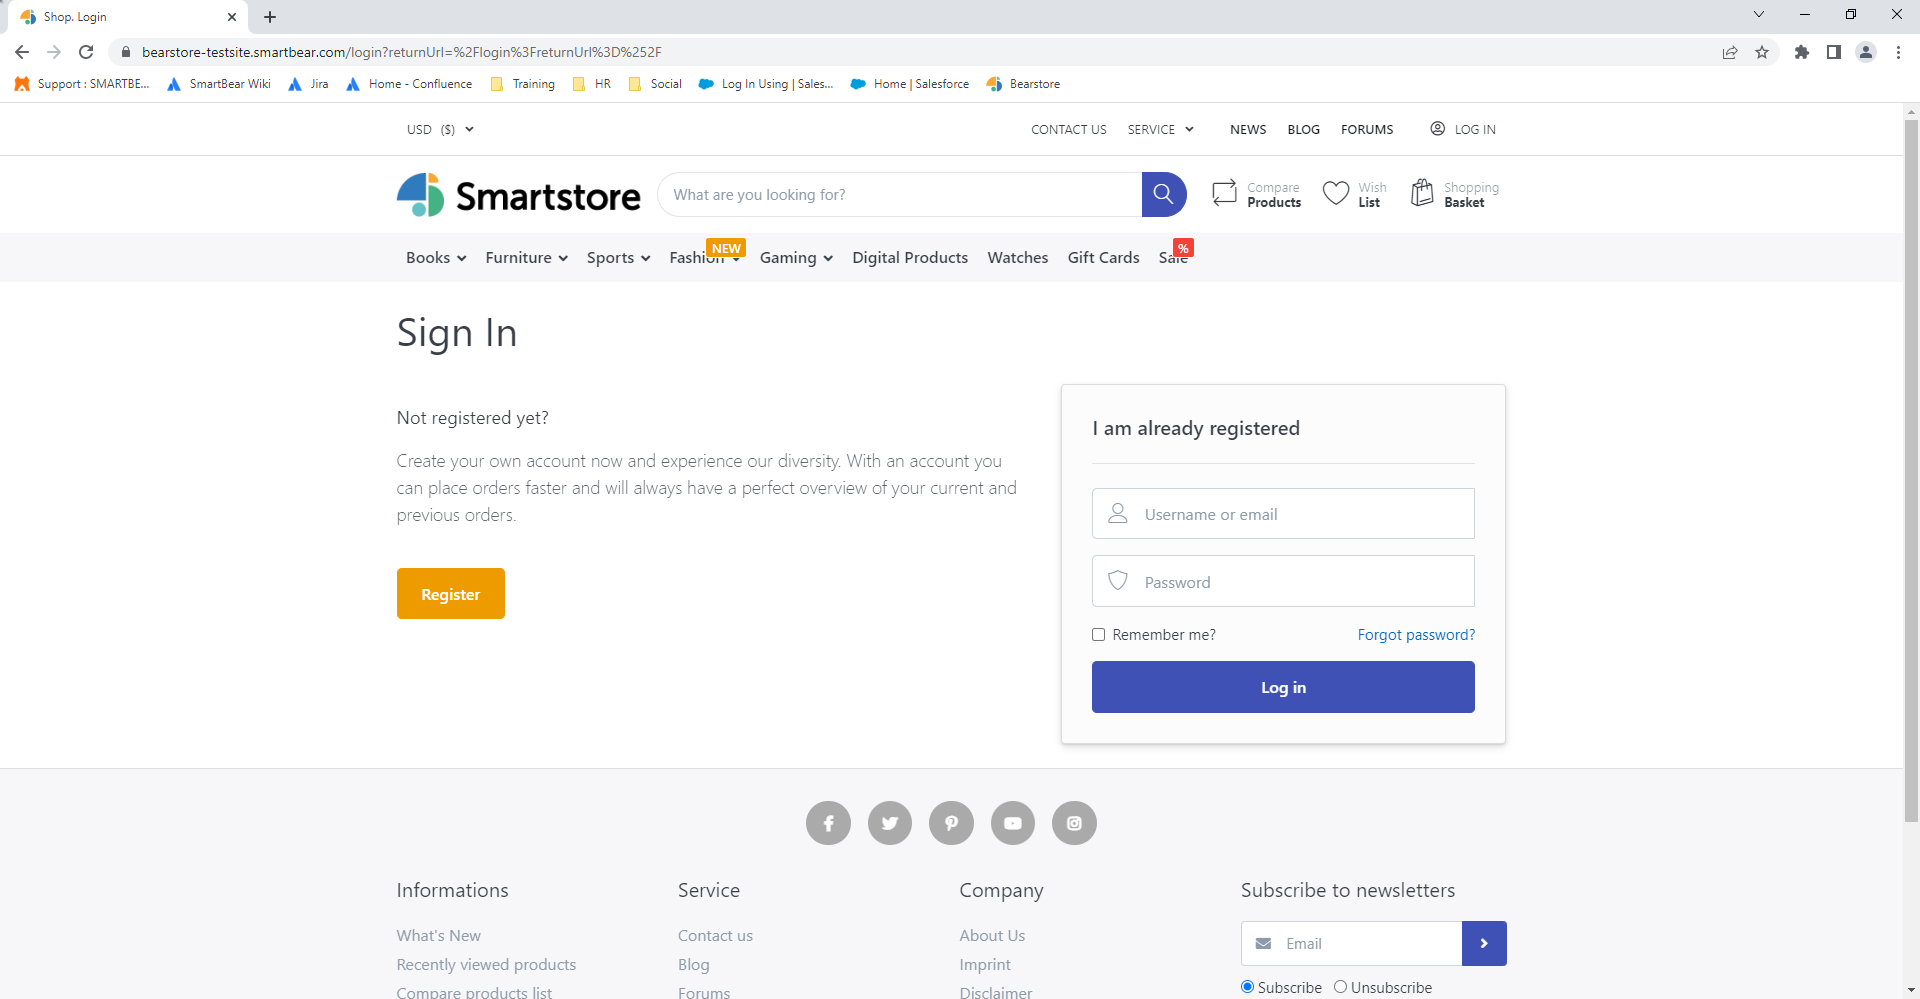 Shop. Login
bearstore-testsite.smartbear.com/login?returnUrl=%2Flogin%3FreturnUrl%3D%252F
Support : SMARTBE...
SmartBear Wiki
Jira
Home - Confluence
Training
HR
Social
Log In Using | Sales...
Home | Salesforce
Bearstore
USD ($)
CONTACT US
SERVICE
NEWS
BLOG
FORUMS
LOG IN
Smartstore
What are you looking for?
Compare
Products
Wish
List
Shopping
Basket
Books
Furniture
Sports
Fashion
NEW
Gaming
Digital Products
Watches
Gift Cards
Sale
%
Sign In
Not registered yet?
Create your own account now and experience our diversity. With an account you
can place orders faster and will always have a perfect overview of your current and
previous orders.
Register
I am already registered
Username or email
Password
Remember me?
Forgot password?
Log in
Informations
What's New
Recently viewed products
Compare products list
Service
Contact us
Blog
Forums
Company
About Us
Imprint
Disclaimer
Subscribe to newsletters
Email
Subscribe
Unsubscribe